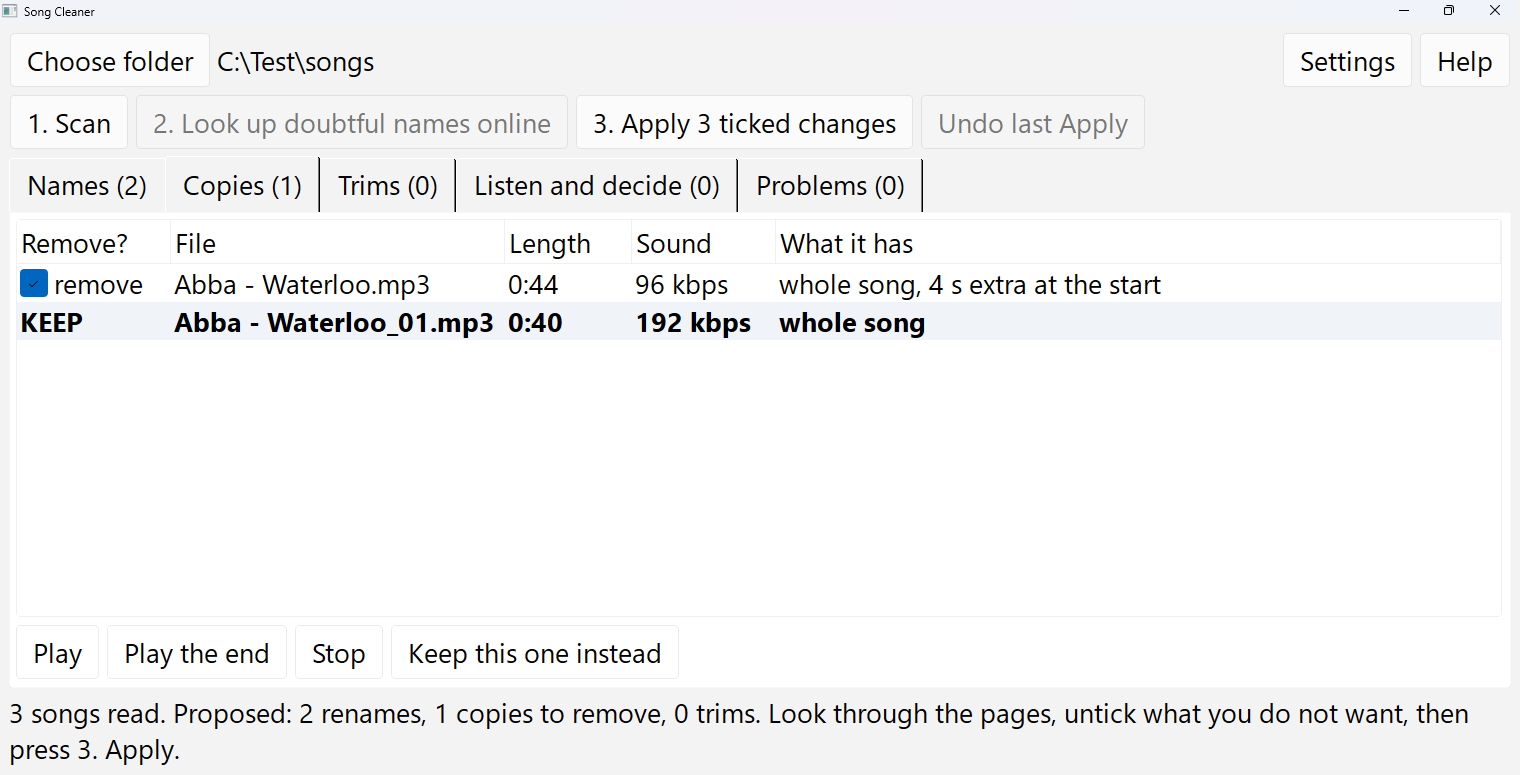 Song Cleaner
Choose folder C:\Test\songs Settings Help
1. Scan 2. Look up doubtful names online 3. Apply 3 ticked changes Undo last Apply
Names (2) Copies (1) Trims (0) Listen and decide (0) Problems (0)
Remove? File Length Sound What it has
remove Abba - Waterloo.mp3 0:44 96 kbps whole song, 4 s extra at the start
KEEP Abba - Waterloo_01.mp3 0:40 192 kbps whole song
Play Play the end Stop Keep this one instead
3 songs read. Proposed: 2 renames, 1 copies to remove, 0 trims. Look through the pages, untick what you do not want, then
press 3. Apply.